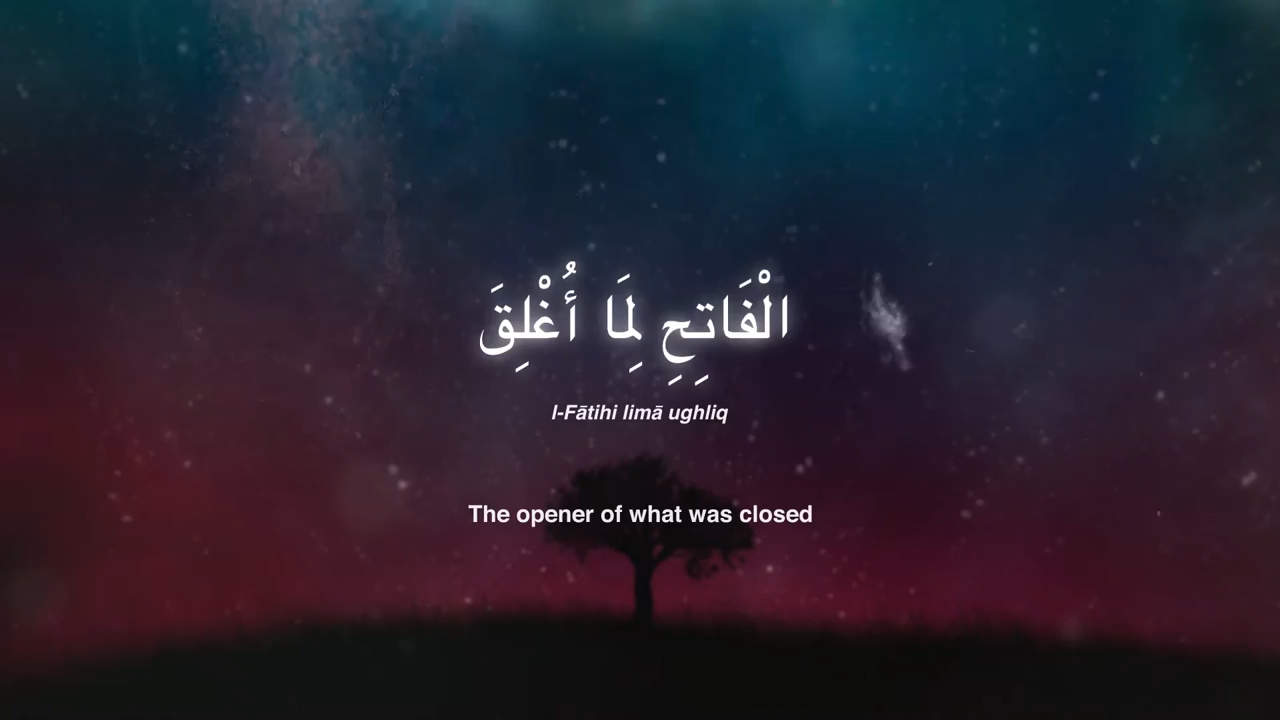 الْفَاتِحِ لِمَا أُغْلِقَ
l-Fātihi limā ughliq
The opener of what was closed